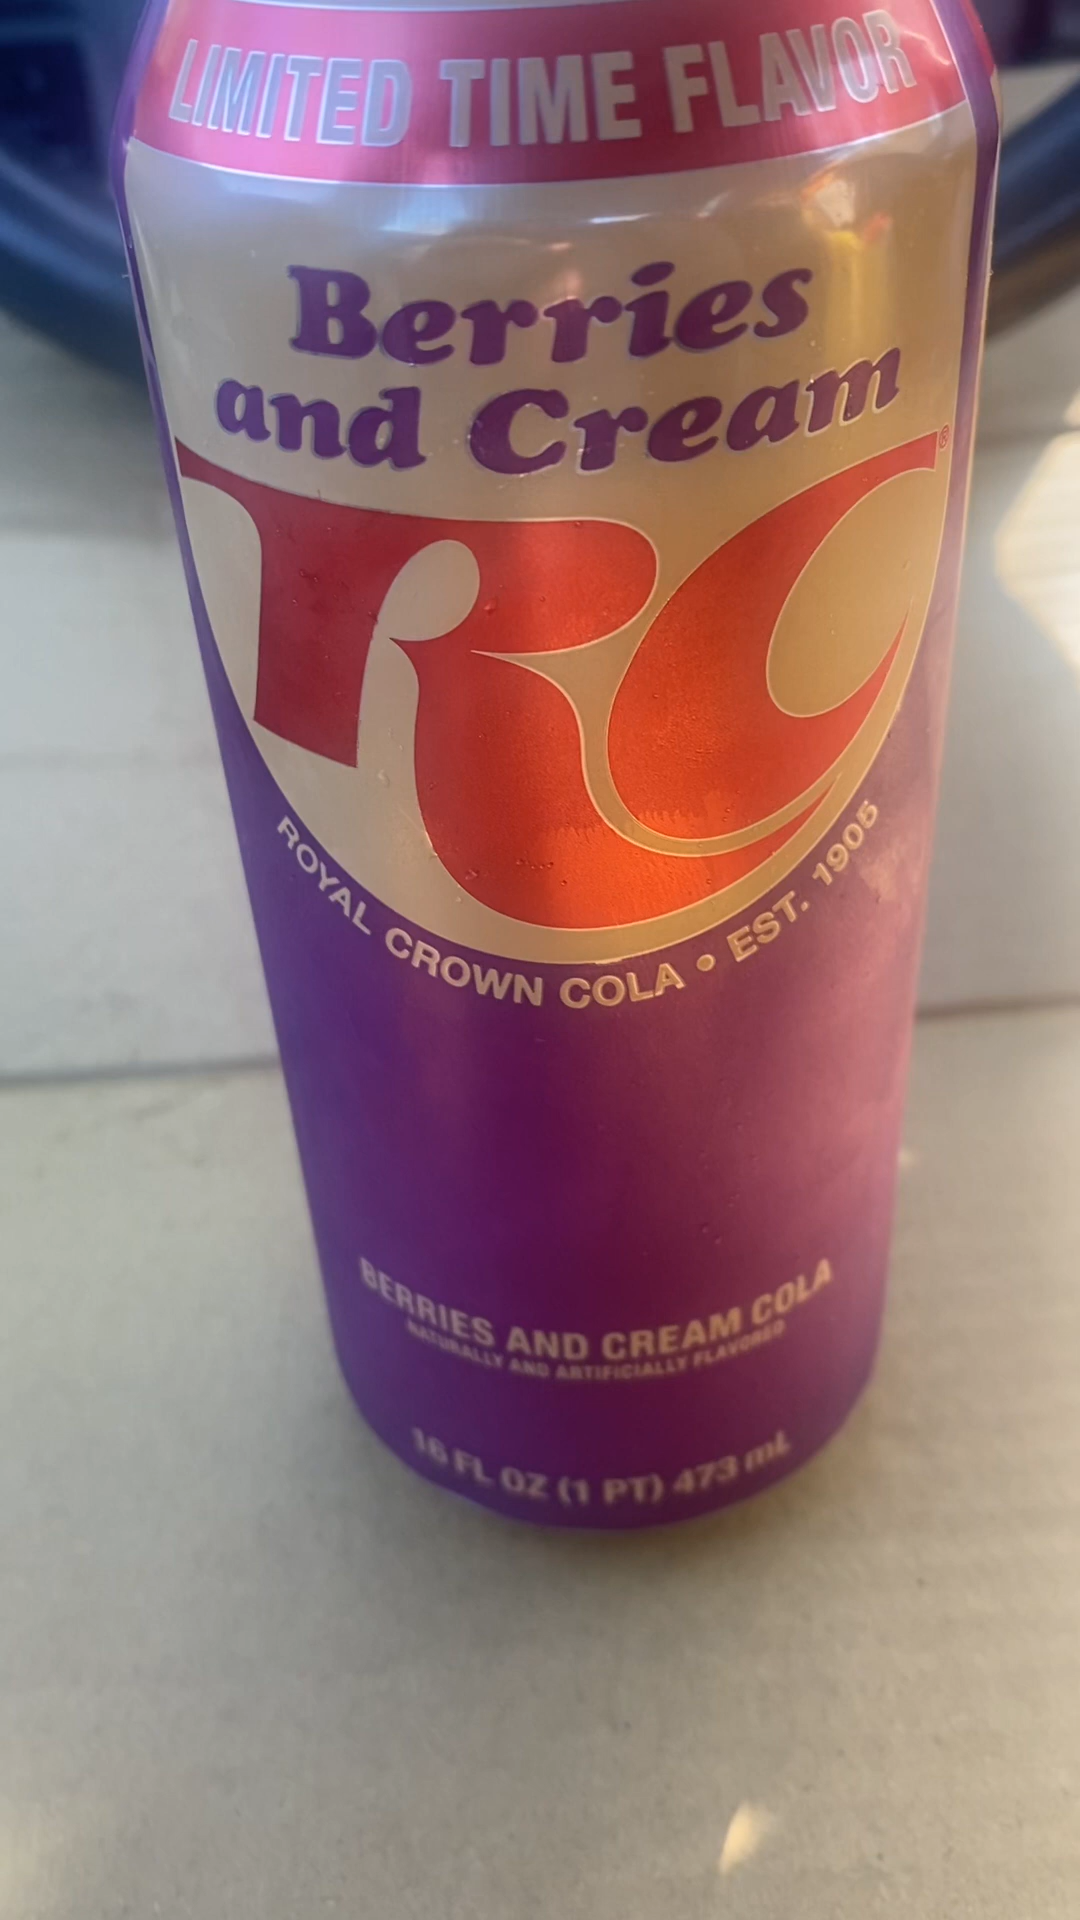 LIMITED TIME FLAVOR
Berries
and Cream
RC®
ROYAL CROWN COLA • EST. 1905
BERRIES AND CREAM COLA
NATURALLY AND ARTIFICIALLY FLAVORED
16 FL OZ (1 PT) 473 mL